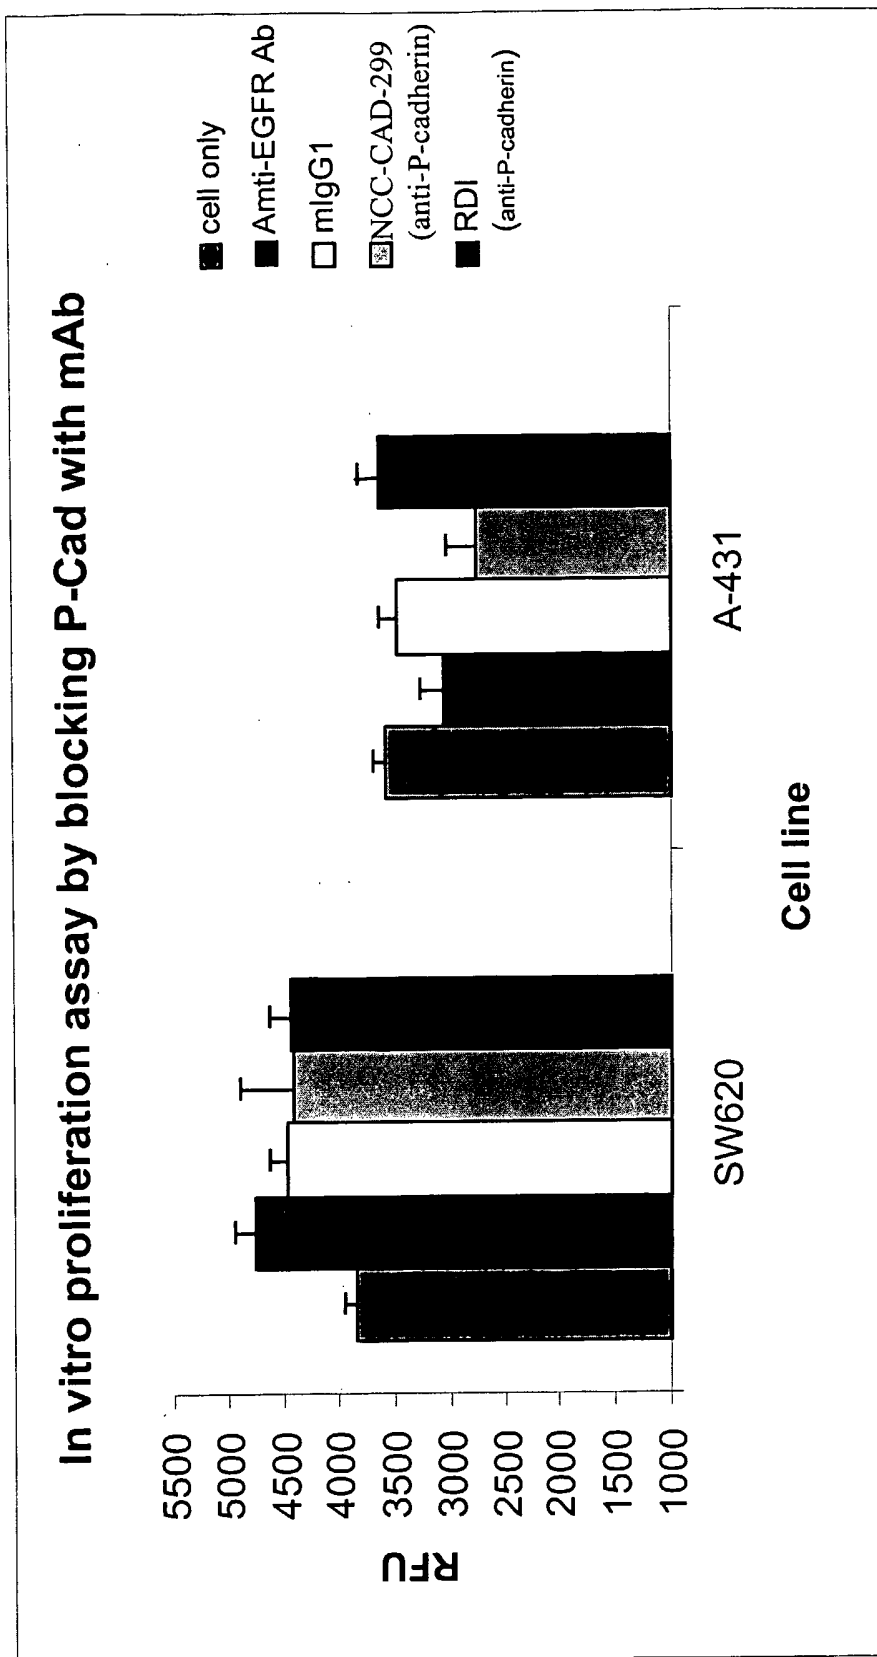 In vitro proliferation assay by blocking P-Cad with mAb
RFU
5500
5000
4500
4000
3500
3000
2500
2000
1500
1000
SW620
A-431
Cell line
cell only
Amti-EGFR Ab
mIgG1
NCC-CAD-299
(anti-P-cadherin)
RDI
(anti-P-cadherin)